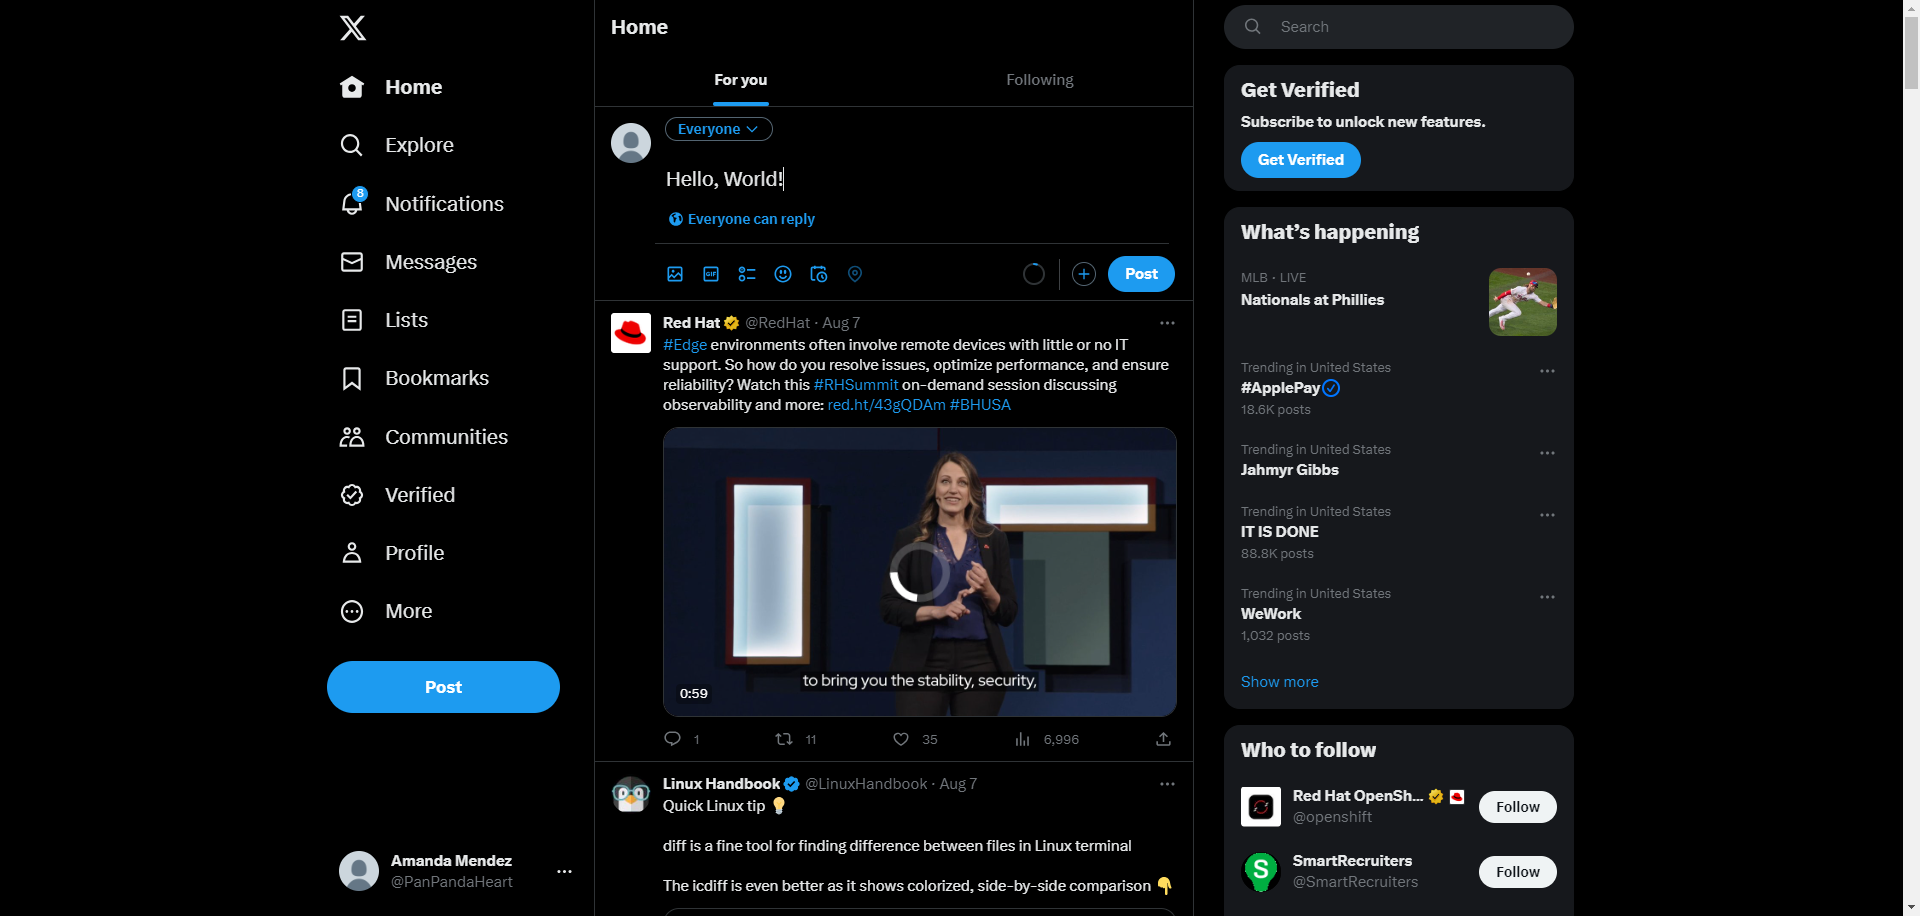 Home
Explore
8
Notifications
Messages
Lists
Bookmarks
Communities
Verified
Profile
More
Post
Amanda Mendez
@PanPandaHeart
Home
For you
Following
Everyone
Hello, World!
Everyone can reply
GIF
Post
Red Hat @RedHat · Aug 7
#Edge environments often involve remote devices with little or no IT
support. So how do you resolve issues, optimize performance, and ensure
reliability? Watch this #RHSummit on-demand session discussing
observability and more: red.ht/43gQDAm #BHUSA
to bring you the stability, security,
0:59
1
11
35
6,996
Linux Handbook @LinuxHandbook · Aug 7
Quick Linux tip 💡
diff is a fine tool for finding difference between files in Linux terminal
The icdiff is even better as it shows colorized, side-by-side comparison 👇
Search
Get Verified
Subscribe to unlock new features.
Get Verified
What's happening
MLB · LIVE
Nationals at Phillies
Trending in United States
#ApplePay
18.6K posts
Trending in United States
Jahmyr Gibbs
Trending in United States
IT IS DONE
88.8K posts
Trending in United States
WeWork
1,032 posts
Show more
Who to follow
Red Hat OpenSh...
@openshift
Follow
S
SmartRecruiters
@SmartRecruiters
Follow